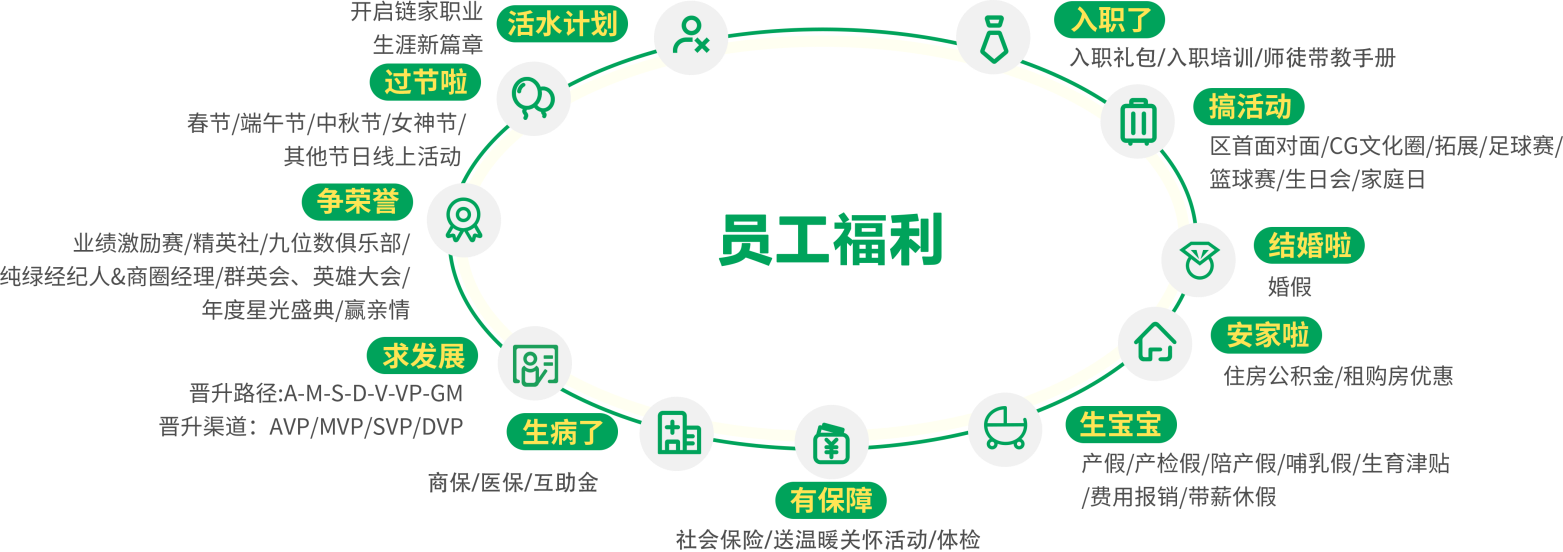 员工福利
入职了
入职礼包/入职培训/师徒带教手册
搞活动
区首面对面/CG文化圈/拓展/足球赛/
篮球赛/生日会/家庭日
结婚啦
婚假
安家啦
住房公积金/租购房优惠
生宝宝
产假/产检假/陪产假/哺乳假/生育津贴
/费用报销/带薪休假
有保障
社会保险/送温暖关怀活动/体检
生病了
商保/医保/互助金
求发展
晋升路径:A-M-S-D-V-VP-GM
晋升渠道：AVP/MVP/SVP/DVP
争荣誉
业绩激励赛/精英社/九位数俱乐部/
纯绿经纪人&商圈经理/群英会、英雄大会/
年度星光盛典/赢亲情
过节啦
春节/端午节/中秋节/女神节/
其他节日线上活动
活水计划
开启链家职业
生涯新篇章